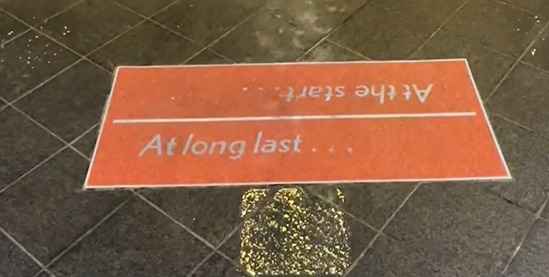 At the start...
At long last...